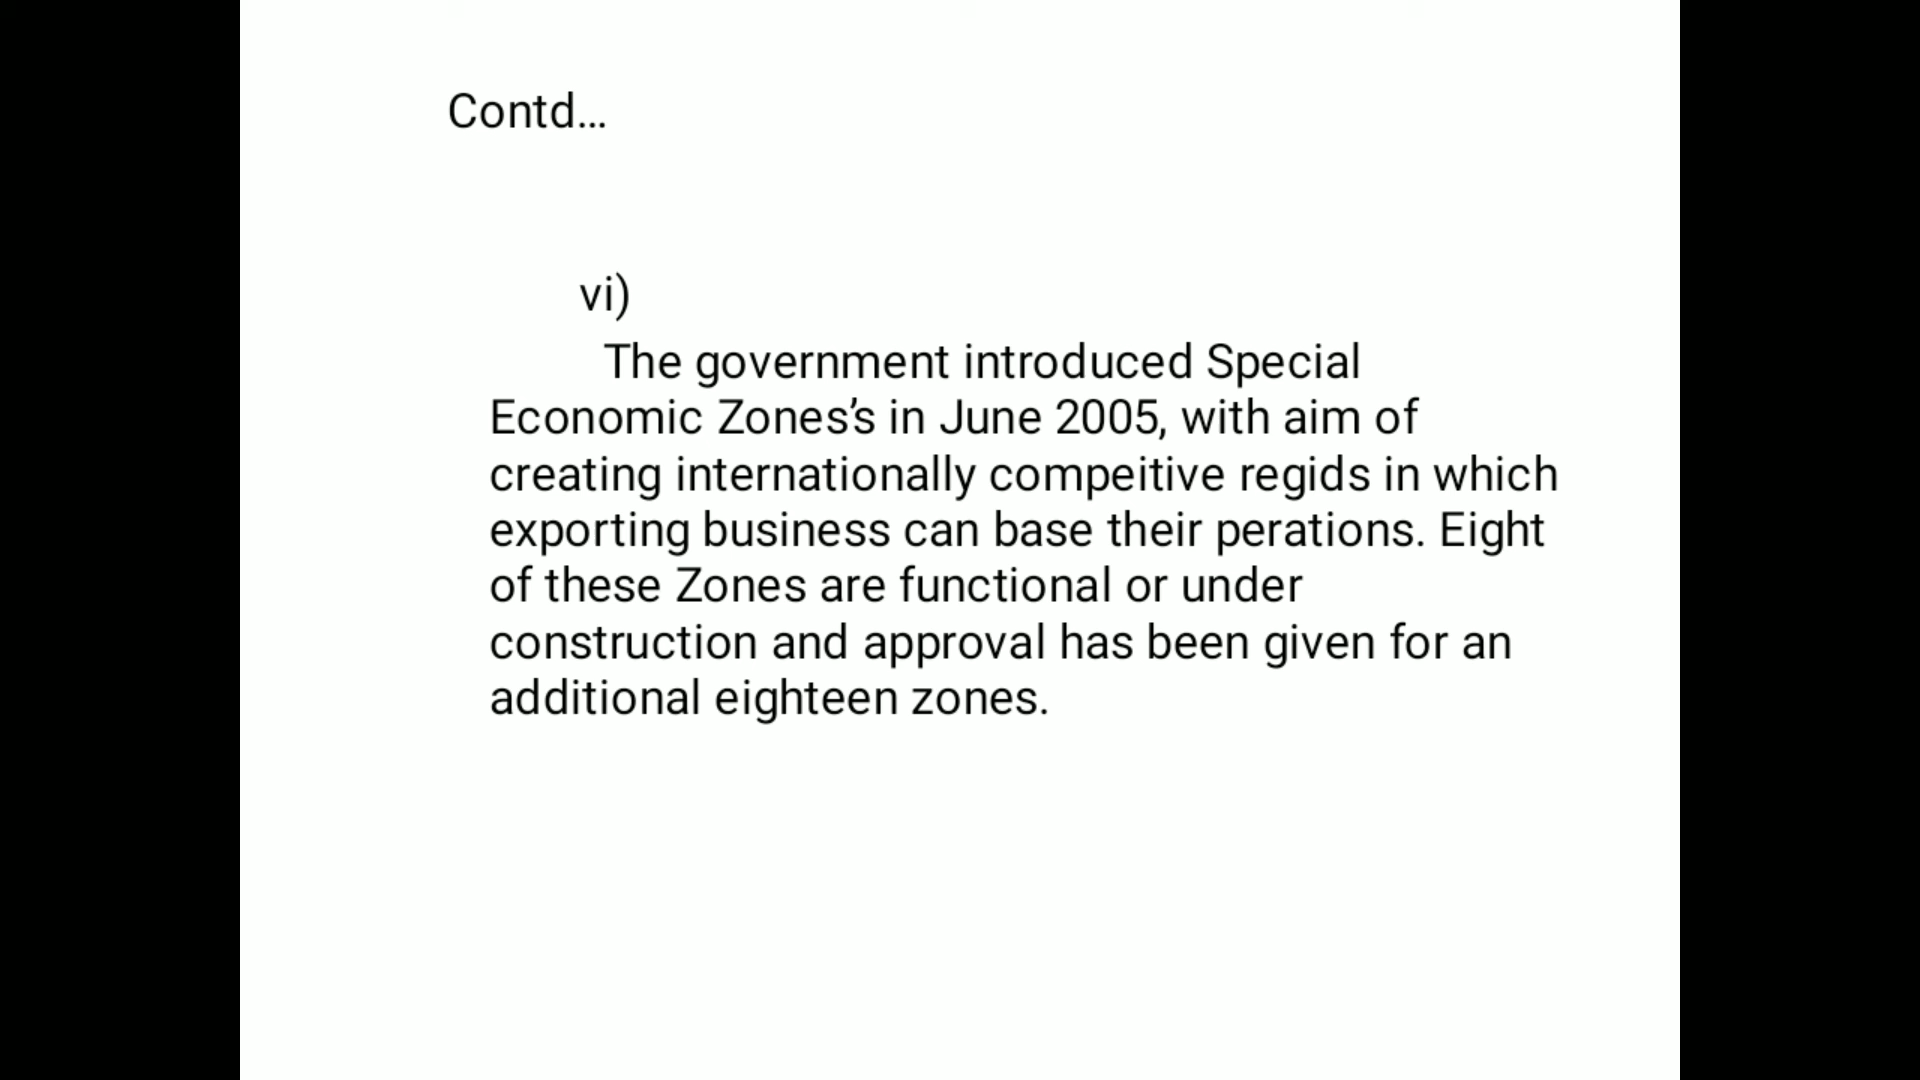 Contd...
vi)
The government introduced Special
Economic Zones’s in June 2005, with aim of
creating internationally compeitive regids in which
exporting business can base their perations. Eight
of these Zones are functional or under
construction and approval has been given for an
additional eighteen zones.